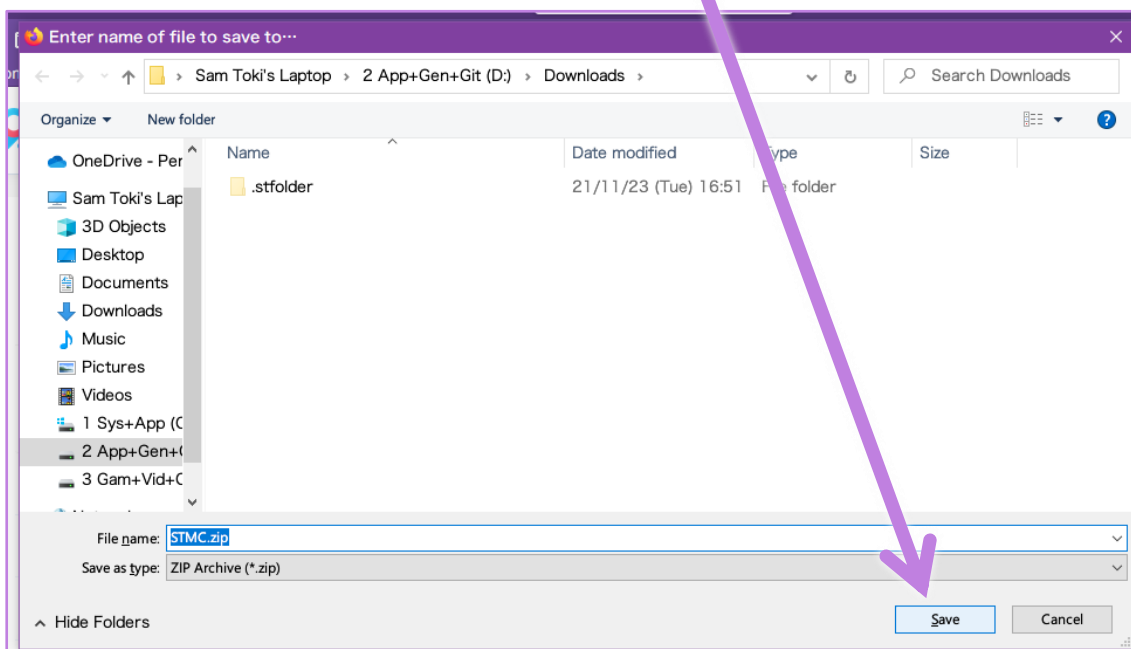 Enter name of file to save to…
Sam Toki's Laptop › 2 App+Gen+Git (D:) › Downloads ›
Search Downloads
Organize
New folder
Name
Date modified
Type
Size
.stfolder
21/11/23 (Tue) 16:51
File folder
OneDrive - Per
Sam Toki's Lap
3D Objects
Desktop
Documents
Downloads
Music
Pictures
Videos
1 Sys+App (C
2 App+Gen+(
3 Gam+Vid+C
File name:
STMC.zip
Save as type:
ZIP Archive (*.zip)
Hide Folders
Save
Cancel